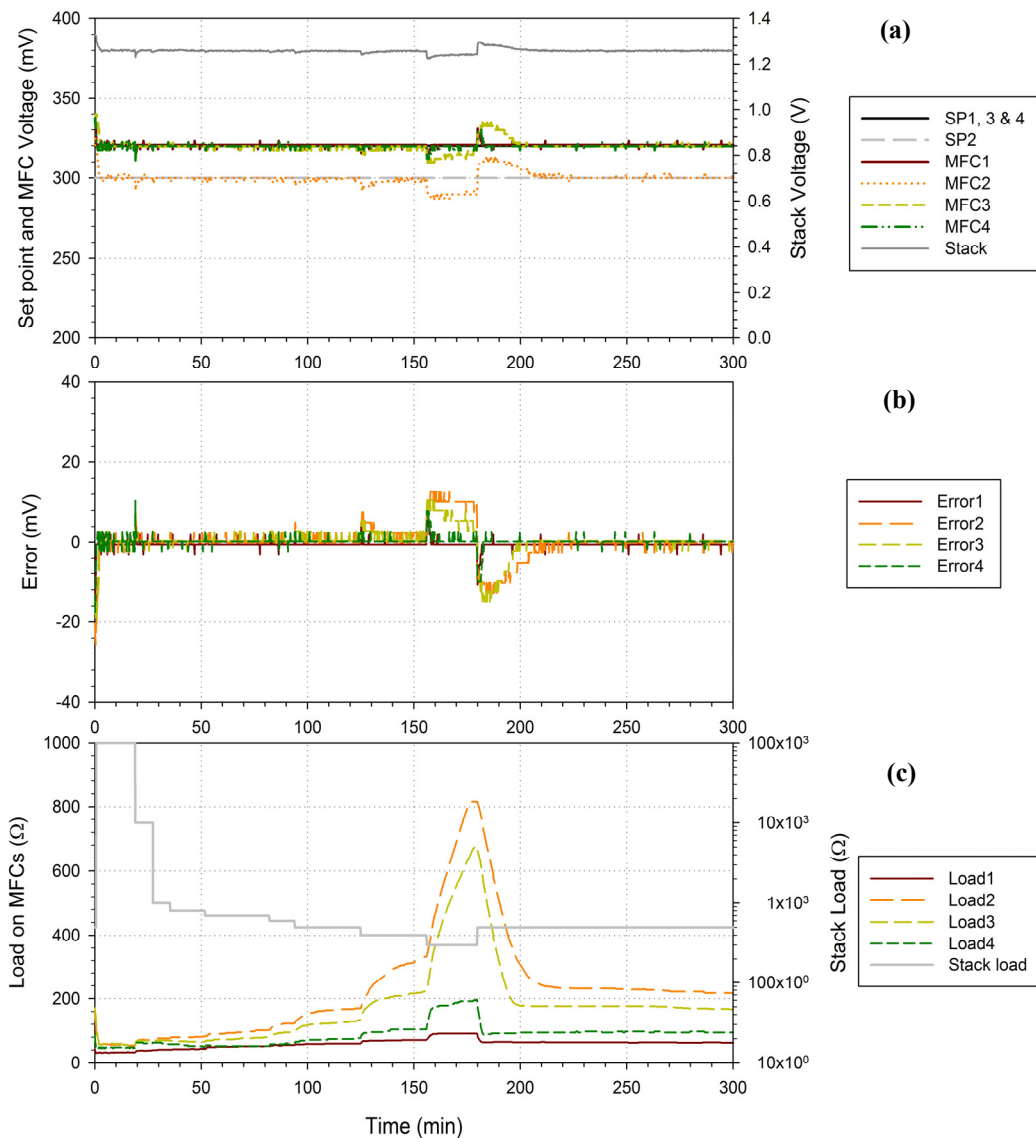 (a)
Set point and MFC Voltage (mV)
400
350
300
250
200
Stack Voltage (V)
1.4
1.2
1.0
0.8
0.6
0.4
0.2
0.0
0 50 100 150 200 250 300
SP1, 3 & 4
SP2
MFC1
MFC2
MFC3
MFC4
Stack
(b)
Error (mV)
40
20
0
-20
-40
0 50 100 150 200 250 300
Error1
Error2
Error3
Error4
(c)
Load on MFCs (Ω)
1000
800
600
400
200
0
Stack Load (Ω)
100x10³
10x10³
1x10³
100x10⁰
10x10⁰
0 50 100 150 200 250 300
Time (min)
Load1
Load2
Load3
Load4
Stack load